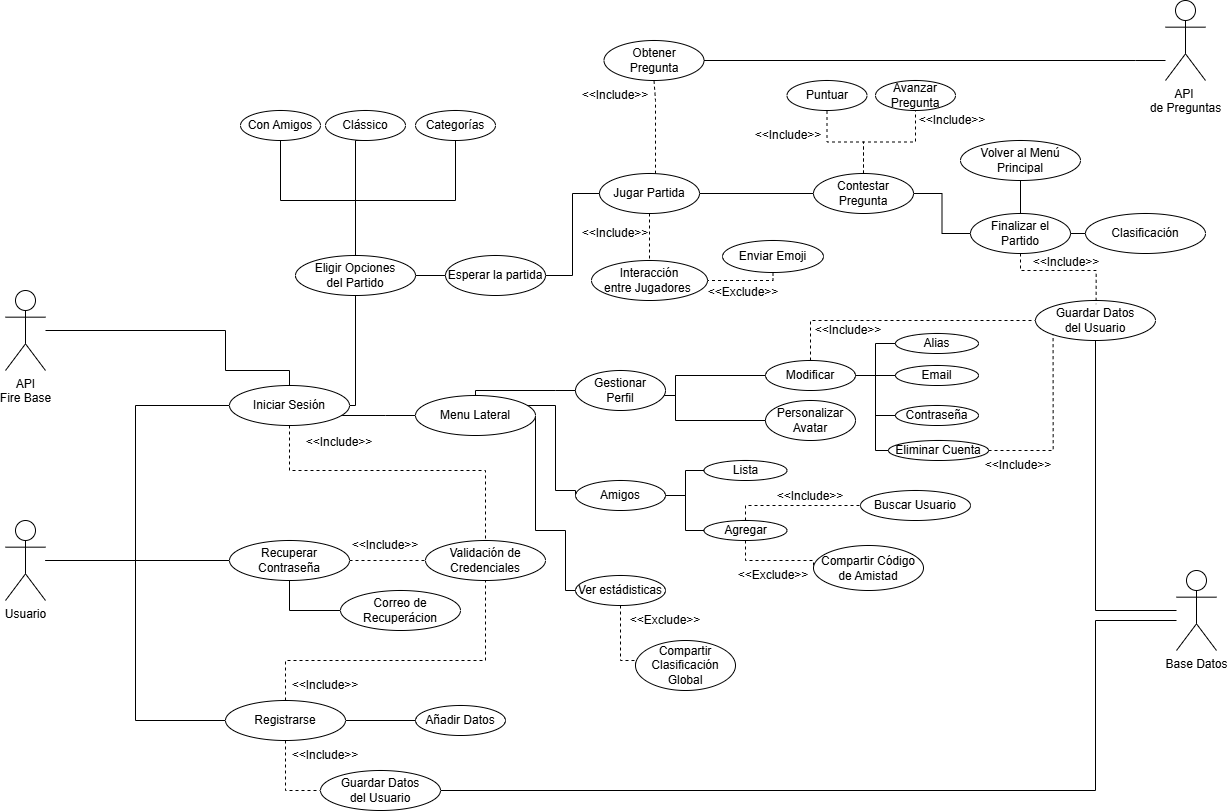 Obtener
Pregunta
API
de Preguntas
<<Include>>
Puntuar
Avanzar
Pregunta
<<Include>>
<<Include>>
Con Amigos
Clássico
Categorías
Volver al Menú
Principal
Jugar Partida
Contestar
Pregunta
<<Include>>
Finalizar el
Partido
Clasificación
<<Include>>
Eligir Opciones
del Partido
Esperar la partida
Interacción
entre Jugadores
Enviar Emoji
<<Exclude>>
Guardar Datos
del Usuario
<<Include>>
API
Fire Base
Iniciar Sesión
<<Include>>
Menu Lateral
Gestionar
Perfil
Modificar
Personalizar
Avatar
Alias
Email
Contraseña
Eliminar Cuenta
<<Include>>
Amigos
Lista
Agregar
<<Include>>
Buscar Usuario
<<Exclude>>
Compartir Código
de Amistad
Usuario
Recuperar
Contraseña
<<Include>>
Validación de
Credenciales
Correo de
Recuperácion
Ver estádisticas
<<Exclude>>
Compartir
Clasificación
Global
Base Datos
<<Include>>
Registrarse
Añadir Datos
<<Include>>
Guardar Datos
del Usuario